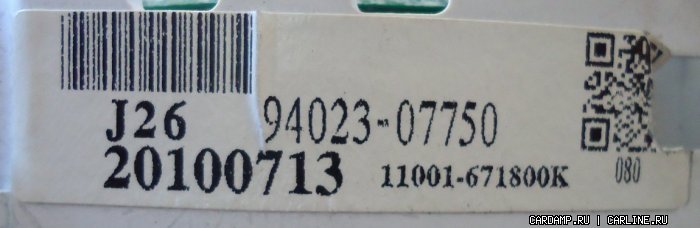 J26 94023-07750
20100713 11001-671800K 080
CARDAMP.RU | CARLINE.RU